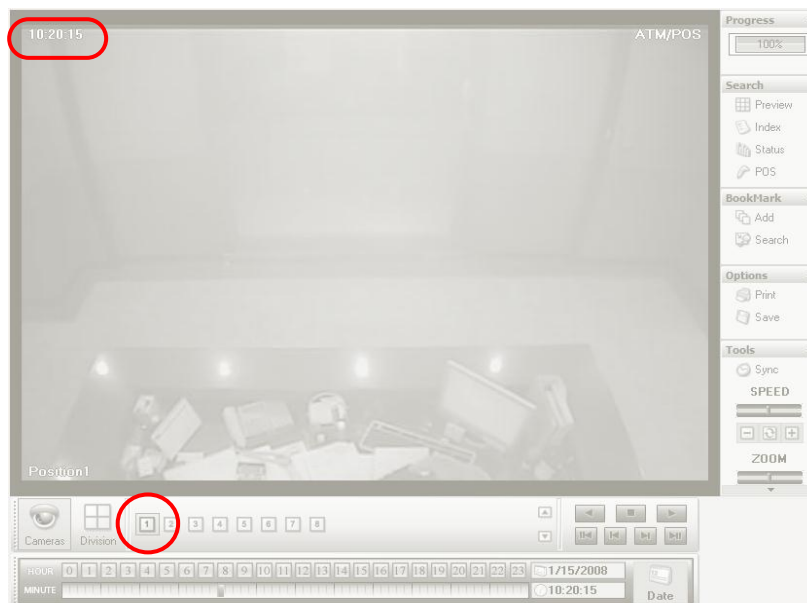 10:20:15
ATM/POS
Position1
Progress
100%
Search
Preview
Index
Status
POS
BookMark
Add
Search
Options
Print
Save
Tools
Sync
SPEED
ZOOM
Cameras
Division
1 2 3 4 5 6 7 8
HOUR 0 1 2 3 4 5 6 7 8 9 10 11 12 13 14 15 16 17 18 19 20 21 22 23 1/15/2008
MINUTE 10:20:15
Date